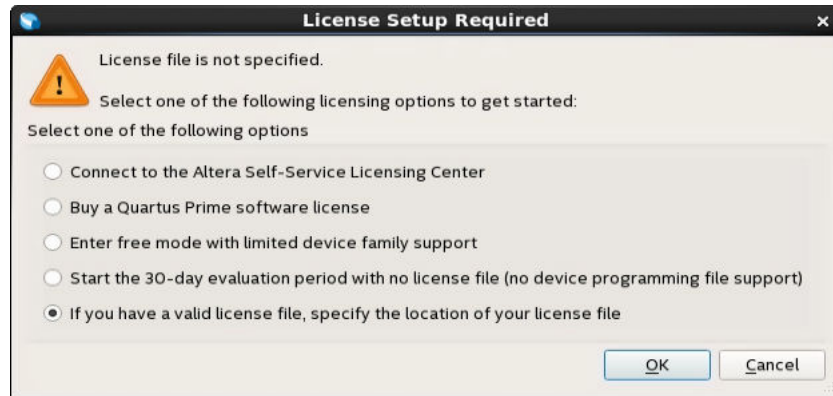 License Setup Required
License file is not specified.
Select one of the following licensing options to get started:
Select one of the following options
Connect to the Altera Self-Service Licensing Center
Buy a Quartus Prime software license
Enter free mode with limited device family support
Start the 30-day evaluation period with no license file (no device programming file support)
If you have a valid license file, specify the location of your license file
OK Cancel